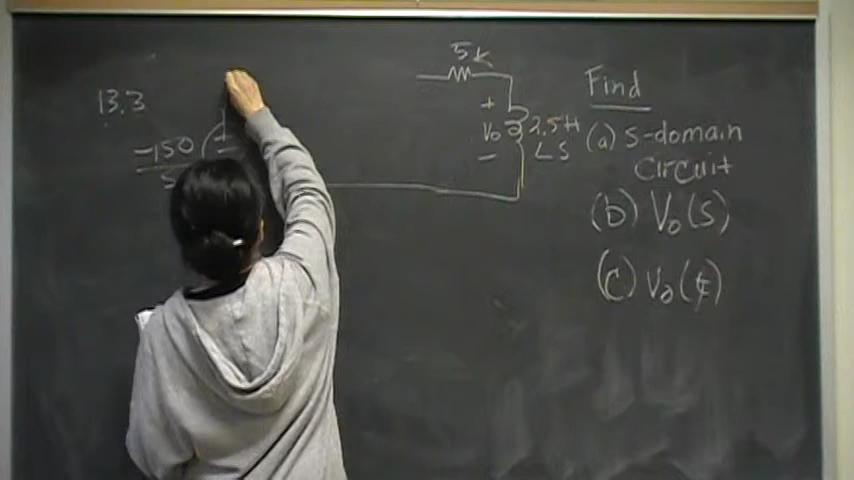 13.3
-150
S
+
-
5K
+
Vo
-
2.5H
LS
Find
(a) S-domain
Circuit
(b) Vo(S)
(c) Vo(t)